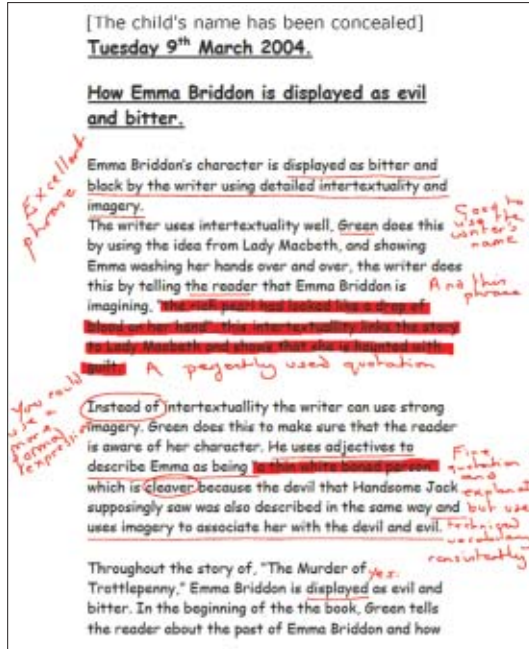 [The child's name has been concealed]
Tuesday 9th March 2004.
How Emma Briddon is displayed as evil
and bitter.
Excellent
phrase
Emma Briddon's character is displayed as bitter and
black by the writer using detailed intertextuality and
imagery.
The writer uses intertextuality well, Green does this
by using the idea from Lady Macbeth, and showing
Emma washing her hands over and over, the writer does
this by telling the reader that Emma Briddon is
imagining, "the rich pearl had looked like a drop of
blood on her hand" this intertextuality links the story
to Lady Macbeth and shows that she is haunted with
guilt.
Good to
use the
writer's
name
And this
phrase
A perfectly used quotation
You could
use a
more
formal
expression
Instead of intertextuallity the writer can use strong
imagery. Green does this to make sure that the reader
is aware of her character. He uses adjectives to
describe Emma as being "a thin white boned person"
which is cleaver because the devil that Handsome Jack
supposingly saw was also described in the same way and
uses imagery to associate her with the devil and evil.
Fine
quotation
and
but use
technical
vocabulary
consistently
Throughout the story of, "The Murder of
yes.
Trottlepenny," Emma Briddon is displayed as evil and
bitter. In the beginning of the the book, Green tells
the reader about the past of Emma Briddon and how